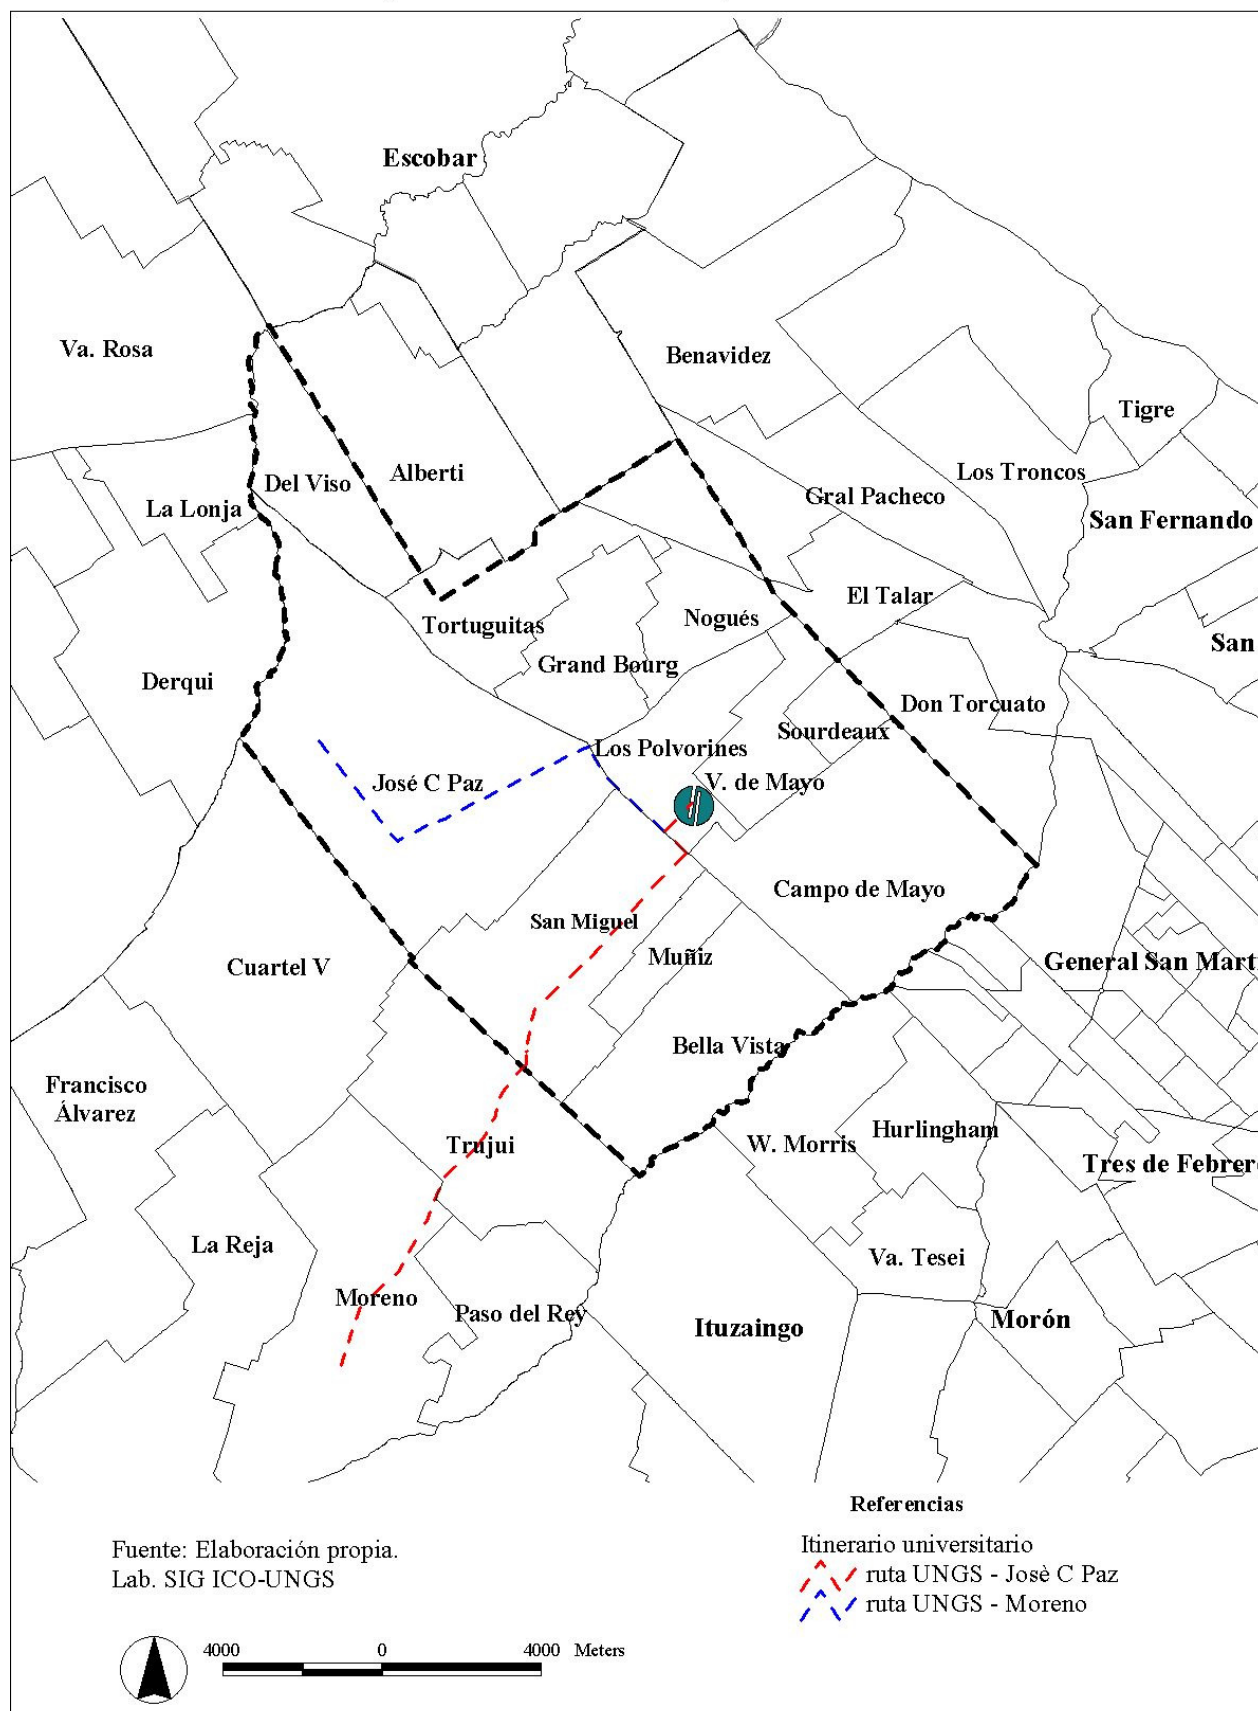 Escobar
Va. Rosa
Benavidez
Tigre
Del Viso
Alberti
Los Troncos
La Lonja
Gral Pacheco
San Fernando
El Talar
Tortuguitas
Nogués
San
Grand Bourg
Derqui
Don Torcuato
Sourdeaux
Los Polvorines
José C Paz
V. de Mayo
Campo de Mayo
San Miguel
Muñiz
Cuartel V
General San Marti
Bella Vista
Francisco
Álvarez
Hurlingham
Trujui
W. Morris
Tres de Febrero
La Reja
Va. Tesei
Moreno
Paso del Rey
Ituzaingo
Morón
Referencias
Fuente: Elaboración propia.
Lab. SIG ICO-UNGS
Itinerario universitario
ruta UNGS - Josè C Paz
ruta UNGS - Moreno
4000 0 4000 Meters